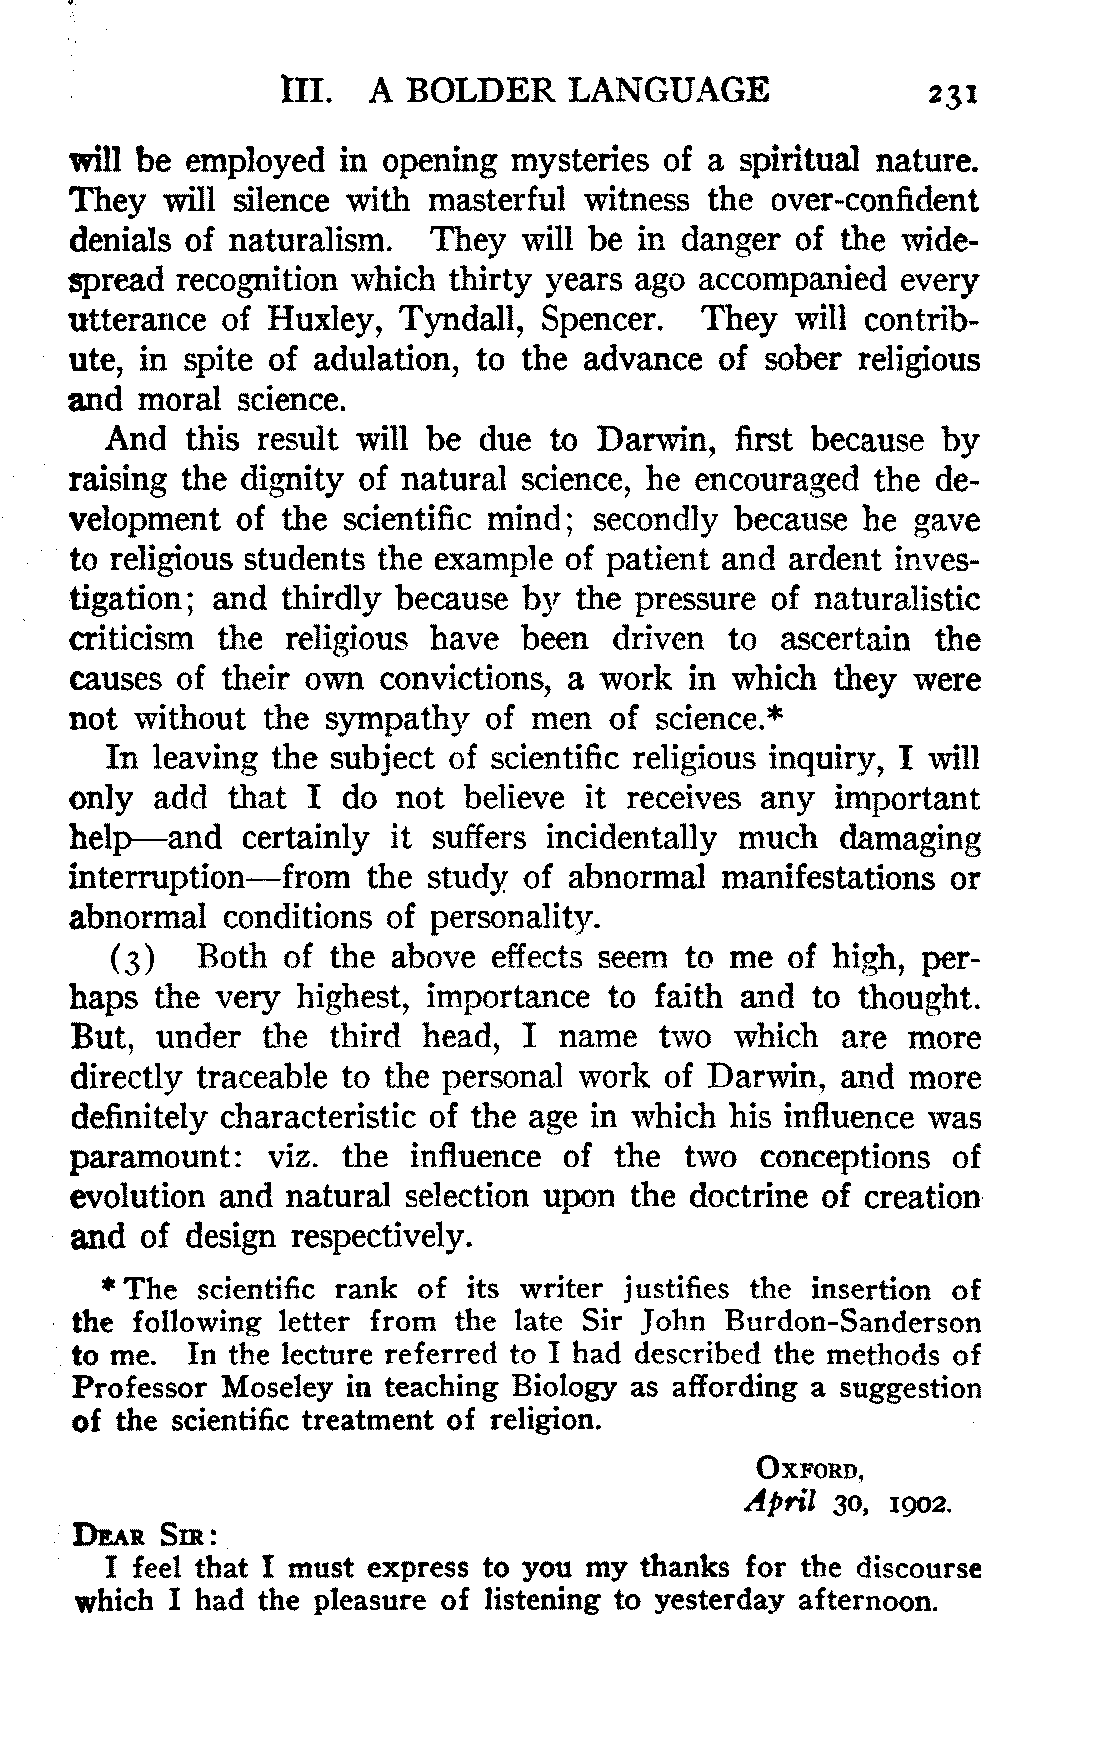 III. A BOLDER LANGUAGE 231
will be employed in opening mysteries of a spiritual nature.
They will silence with masterful witness the over-confident
denials of naturalism. They will be in danger of the wide-
spread recognition which thirty years ago accompanied every
utterance of Huxley, Tyndall, Spencer. They will contrib-
ute, in spite of adulation, to the advance of sober religious
and moral science.
And this result will be due to Darwin, first because by
raising the dignity of natural science, he encouraged the de-
velopment of the scientific mind; secondly because he gave
to religious students the example of patient and ardent inves-
tigation; and thirdly because by the pressure of naturalistic
criticism the religious have been driven to ascertain the
causes of their own convictions, a work in which they were
not without the sympathy of men of science.*
In leaving the subject of scientific religious inquiry, I will
only add that I do not believe it receives any important
help—and certainly it suffers incidentally much damaging
interruption—from the study of abnormal manifestations or
abnormal conditions of personality.
(3) Both of the above effects seem to me of high, per-
haps the very highest, importance to faith and to thought.
But, under the third head, I name two which are more
directly traceable to the personal work of Darwin, and more
definitely characteristic of the age in which his influence was
paramount: viz. the influence of the two conceptions of
evolution and natural selection upon the doctrine of creation
and of design respectively.
* The scientific rank of its writer justifies the insertion of
the following letter from the late Sir John Burdon-Sanderson
to me. In the lecture referred to I had described the methods of
Professor Moseley in teaching Biology as affording a suggestion
of the scientific treatment of religion.
OXFORD,
April 30, 1902.
DEAR SIR:
I feel that I must express to you my thanks for the discourse
which I had the pleasure of listening to yesterday afternoon.